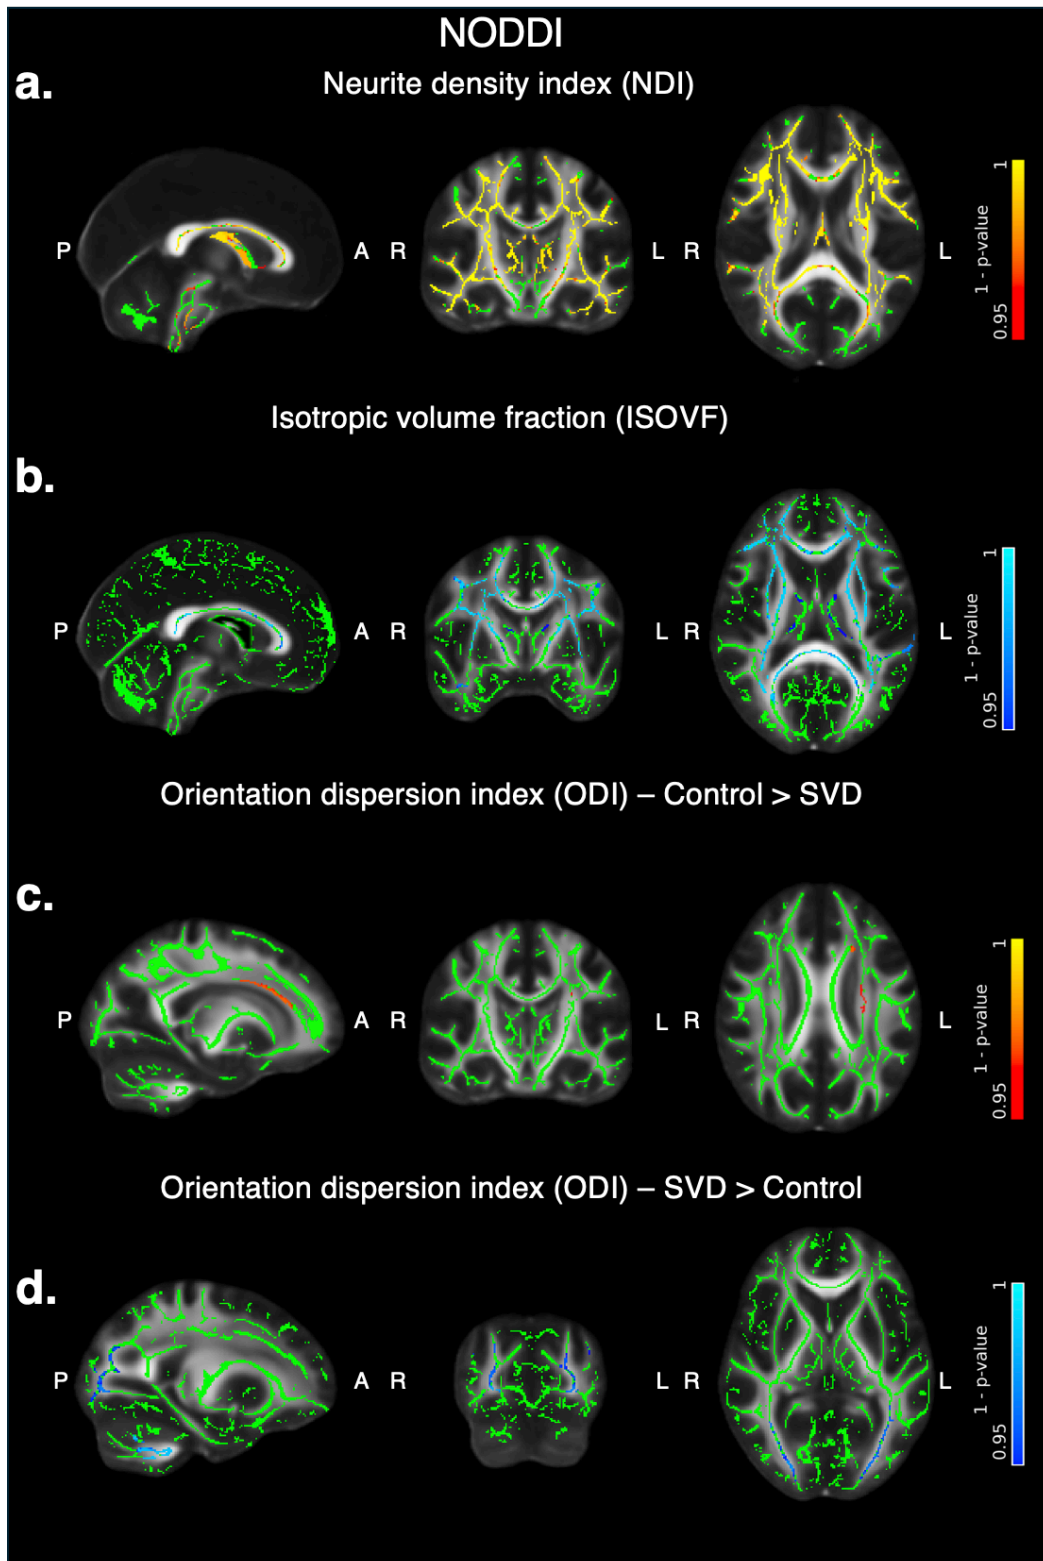 NODDI
a.
Neurite density index (NDI)
P
A
R
L
R
L
1
1 - p-value
0.95
Isotropic volume fraction (ISOVF)
b.
P
A
R
L
R
L
1
1 - p-value
0.95
Orientation dispersion index (ODI) – Control > SVD
c.
P
A
R
L
R
L
1
1 - p-value
0.95
Orientation dispersion index (ODI) – SVD > Control
d.
P
A
R
L
R
L
1
1 - p-value
0.95